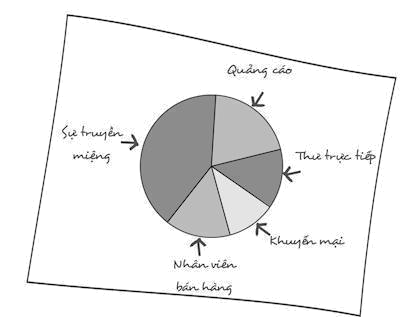 Quảng cáo
Sự truyền
miệng
Thư trực tiếp
Khuyến mại
Nhân viên
bán hàng